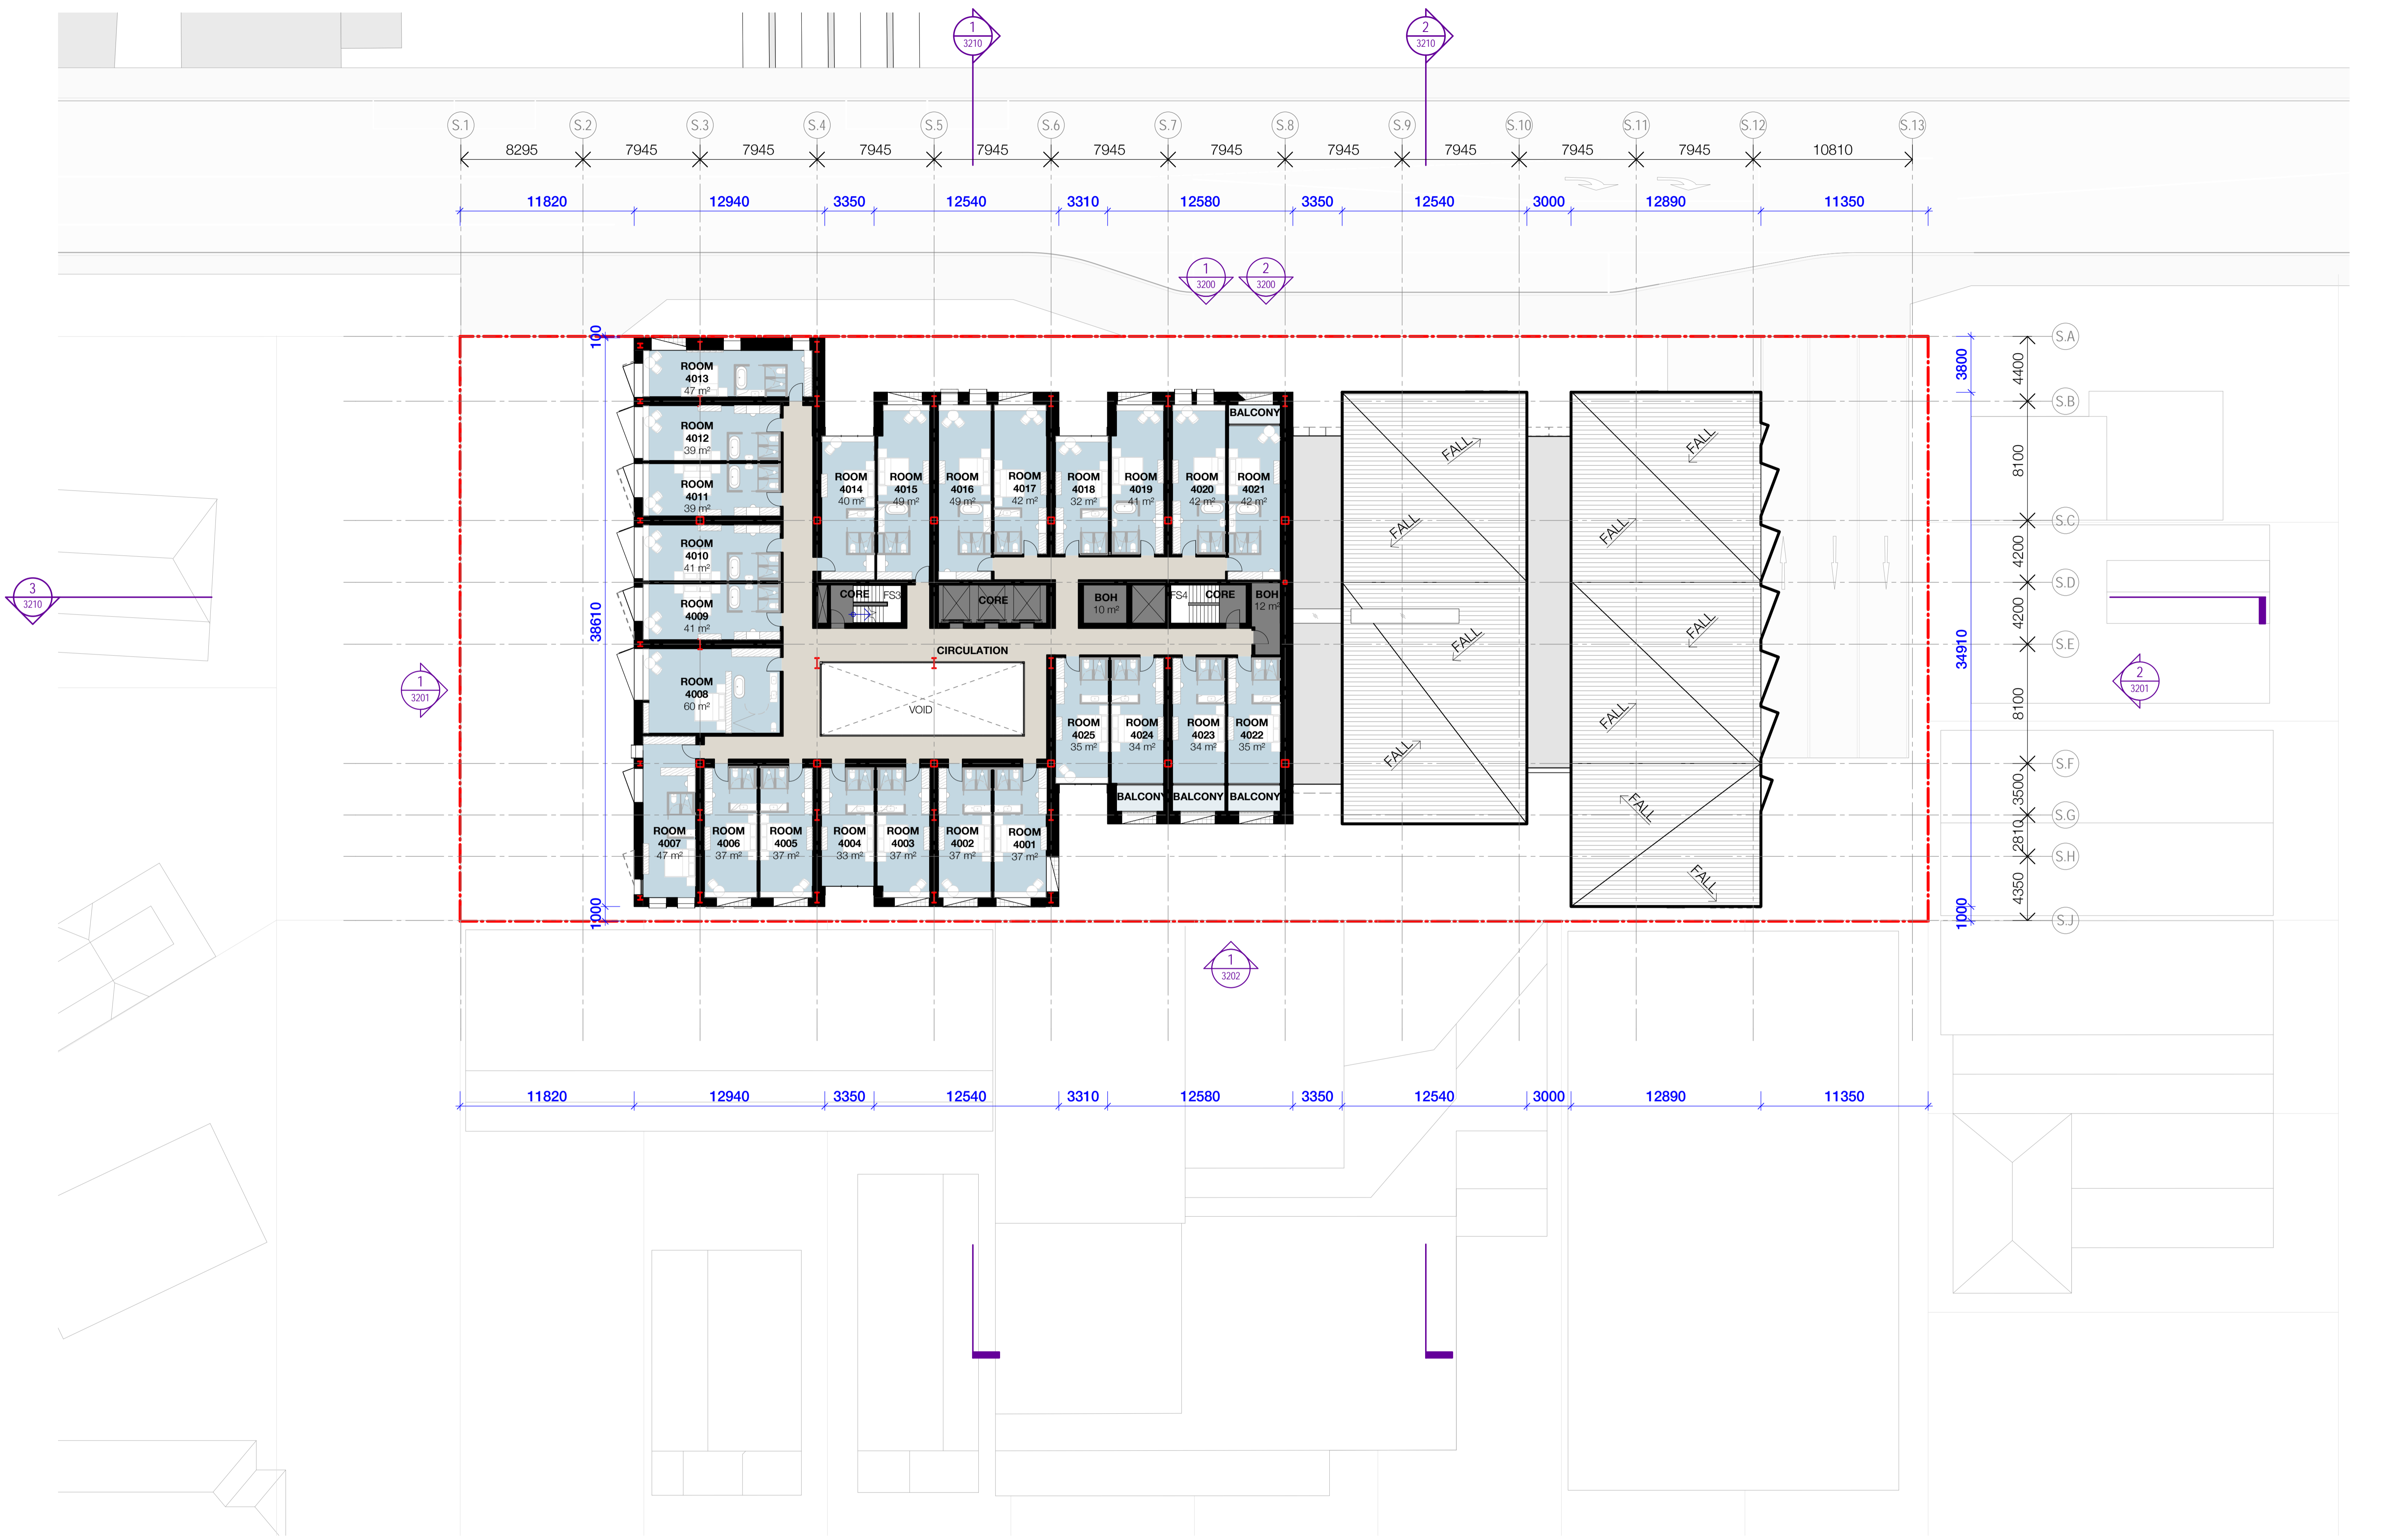 1
3210
2
3210
S.1
S.2
S.3
S.4
S.5
S.6
S.7
S.8
S.9
S.10
S.11
S.12
S.13
8295
7945
7945
7945
7945
7945
7945
7945
7945
7945
7945
10810
11820
12940
3350
12540
3310
12580
3350
12540
3000
12890
11350
1
3200
2
3200
100
38610
1000
3800
34910
1000
4400
8100
4200
4200
8100
3500
2810
4350
S.A
S.B
S.C
S.D
S.E
S.F
S.G
S.H
S.J
ROOM
4013
47 m²
ROOM
4012
39 m²
ROOM
4011
39 m²
ROOM
4010
41 m²
ROOM
4009
41 m²
ROOM
4008
60 m²
ROOM
4014
40 m²
ROOM
4015
49 m²
ROOM
4016
49 m²
ROOM
4017
42 m²
ROOM
4018
32 m²
ROOM
4019
41 m²
ROOM
4020
42 m²
BALCONY
ROOM
4021
42 m²
CORE
FS3
CORE
BOH
10 m²
FS4
CORE
BOH
12 m²
CIRCULATION
VOID
ROOM
4025
35 m²
ROOM
4024
34 m²
ROOM
4023
34 m²
ROOM
4022
35 m²
BALCONY
BALCONY
BALCONY
ROOM
4007
47 m²
ROOM
4006
37 m²
ROOM
4005
37 m²
ROOM
4004
33 m²
ROOM
4003
37 m²
ROOM
4002
37 m²
ROOM
4001
37 m²
FALL
FALL
FALL
FALL
FALL
FALL
FALL
FALL
FALL
FALL
3
3210
1
3201
2
3201
1
3202
11820
12940
3350
12540
3310
12580
3350
12540
3000
12890
11350